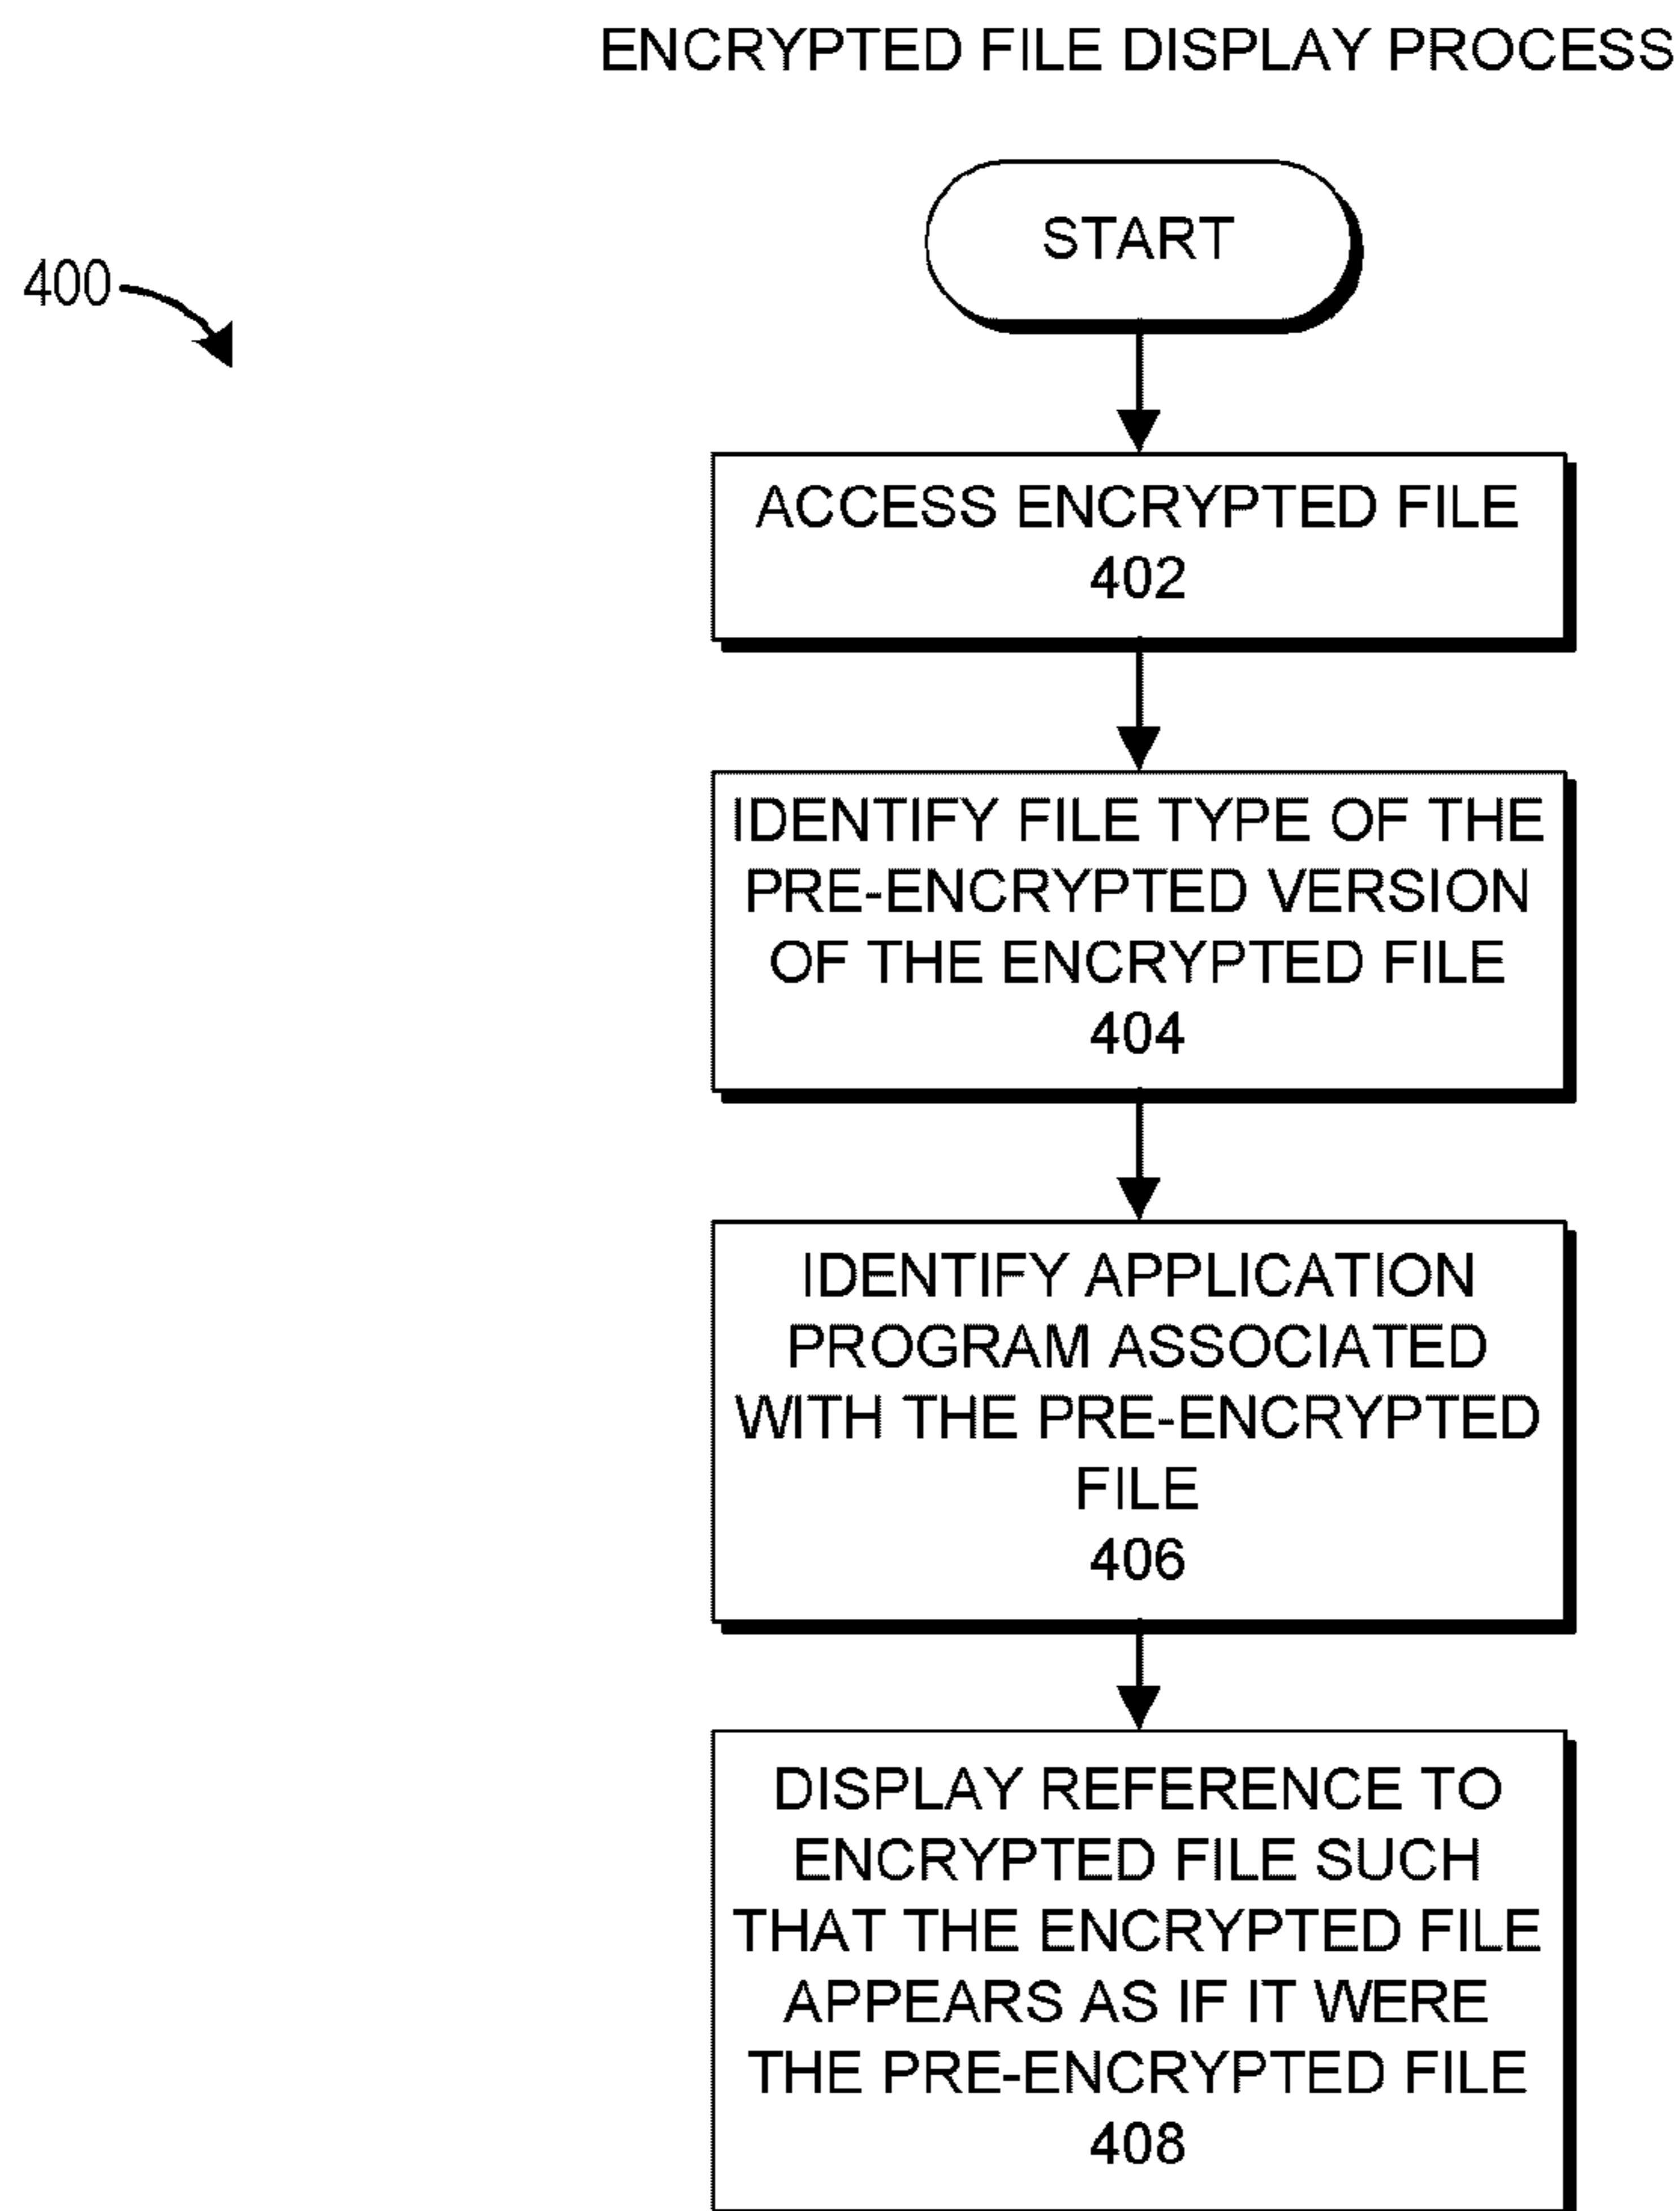 ENCRYPTED FILE DISPLAY PROCESS
START
400
ACCESS ENCRYPTED FILE
402
IDENTIFY FILE TYPE OF THE
PRE-ENCRYPTED VERSION
OF THE ENCRYPTED FILE
404
IDENTIFY APPLICATION
PROGRAM ASSOCIATED
WITH THE PRE-ENCRYPTED
FILE
406
DISPLAY REFERENCE TO
ENCRYPTED FILE SUCH
THAT THE ENCRYPTED FILE
APPEARS AS IF IT WERE
THE PRE-ENCRYPTED FILE
408